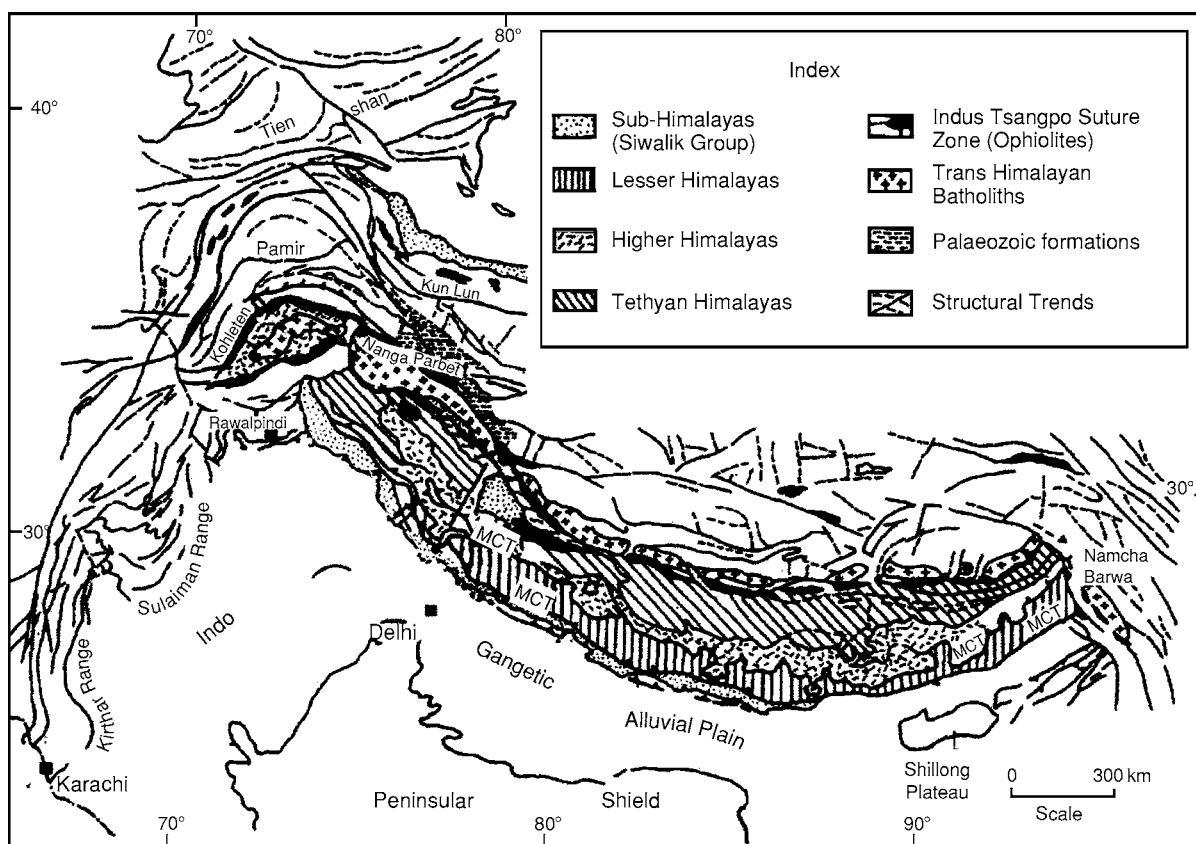 70°
80°
40°
Tien shan
Pamir
Kun Lun
Kohleten
Nanga Parbet
Rawalpindi
30°
Sulaiman Range
Kirthar Range
Karachi
Indo
Delhi
Gangetic
Alluvial Plain
Peninsular Shield
MCT
MCT
MCT
MCT
30°
Namcha
Barwa
Shillong
Plateau
0 300 km
Scale
70°
80°
90°
Index
Sub-Himalayas
(Siwalik Group)
Lesser Himalayas
Higher Himalayas
Tethyan Himalayas
Indus Tsangpo Suture
Zone (Ophiolites)
Trans Himalayan
Batholiths
Palaeozoic formations
Structural Trends